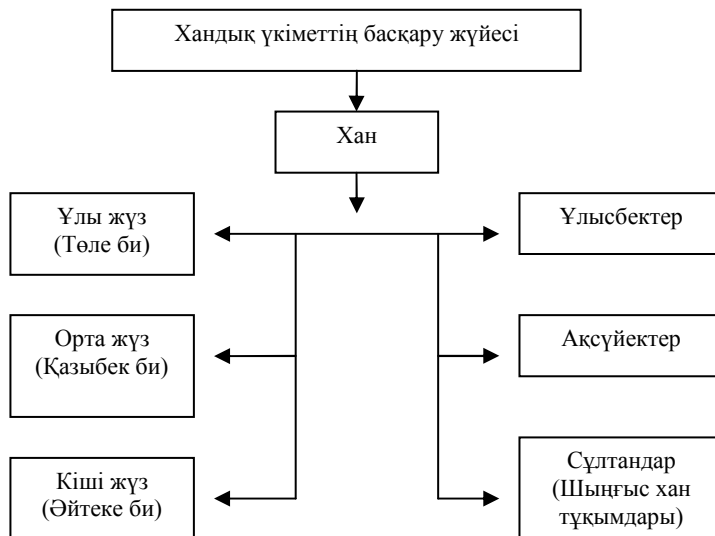 Хандық үкіметтің басқару жүйесі
Хан
Ұлы жүз
(Төле би)
Ұлысбектер
Орта жүз
(Қазыбек би)
Ақсүйектер
Кіші жүз
(Әйтеке би)
Сұлтандар
(Шыңғыс хан
тұқымдары)